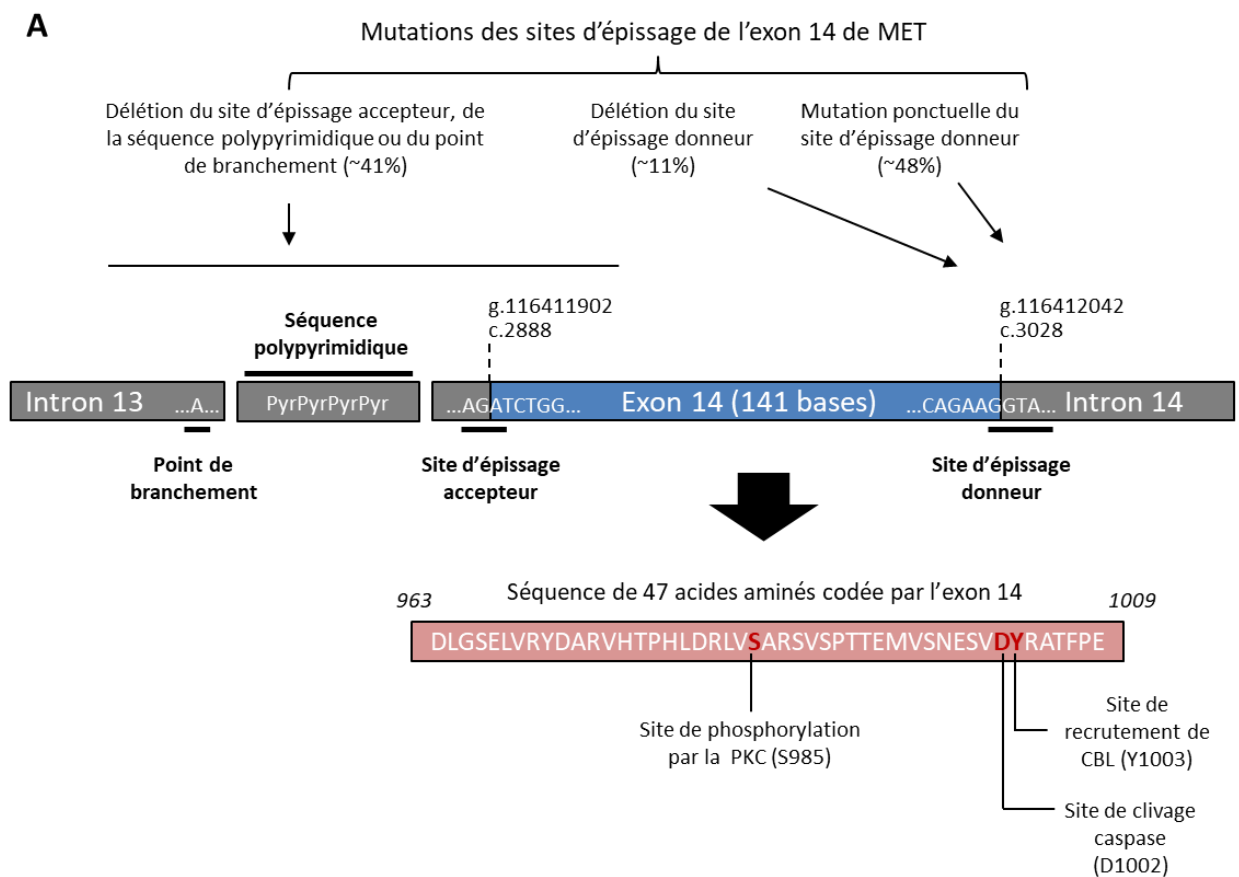 A
Mutations des sites d'épissage de l'exon 14 de MET
Délétion du site d'épissage accepteur, de
la séquence polypyrimidique ou du point
de branchement (~41%)
Délétion du site
d'épissage donneur
(~11%)
Mutation ponctuelle du
site d'épissage donneur
(~48%)
g.116411902
c.2888
g.116412042
c.3028
Séquence
polypyrimidique
Intron 13 ...A...
PyrPyrPyrPyr
...AGATCTGG... Exon 14 (141 bases) ...CAGAAGGTA... Intron 14
Point de
branchement
Site d'épissage
accepteur
Site d'épissage
donneur
963
Séquence de 47 acides aminés codée par l'exon 14
1009
DLGSELVRYDARVHTPHLDRLVSARSVSPTTEMVSNESVDYRATFPE
Site de phosphorylation
par la PKC (S985)
Site de
recrutement de
CBL (Y1003)
Site de clivage
caspase
(D1002)